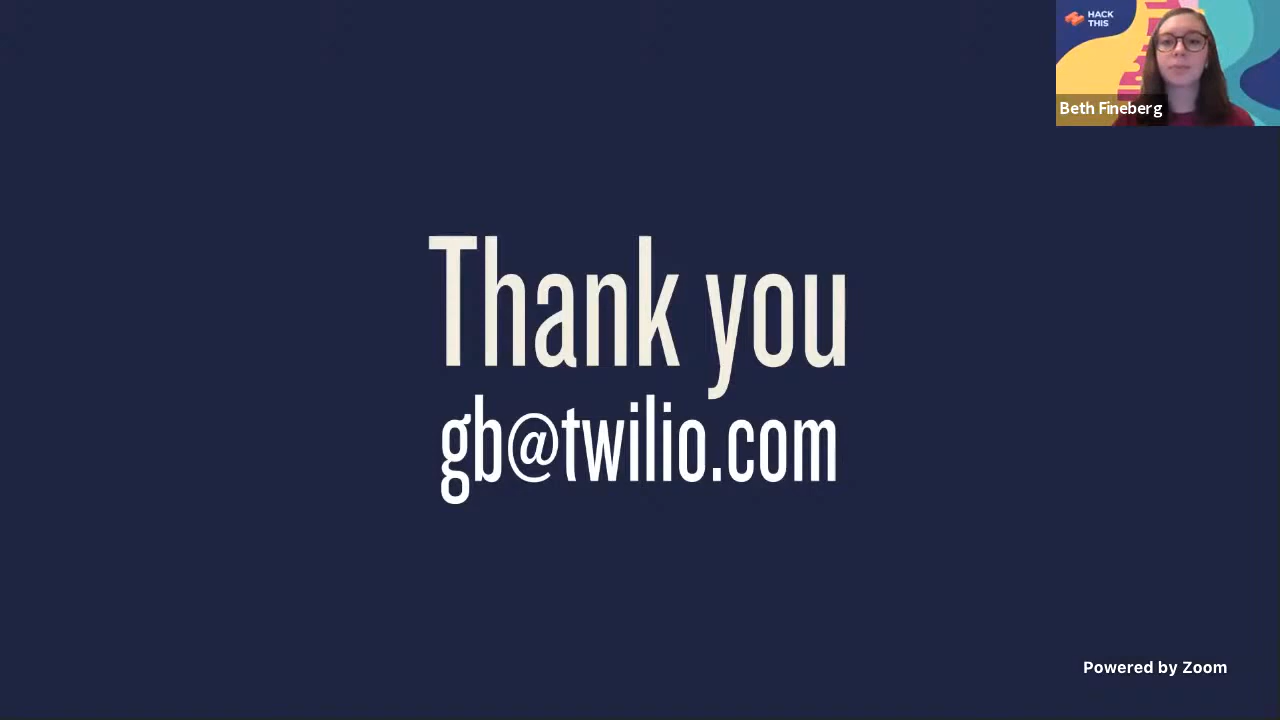 HACK
THIS
Beth Fineberg
Thank you
gb@twilio.com
Powered by Zoom